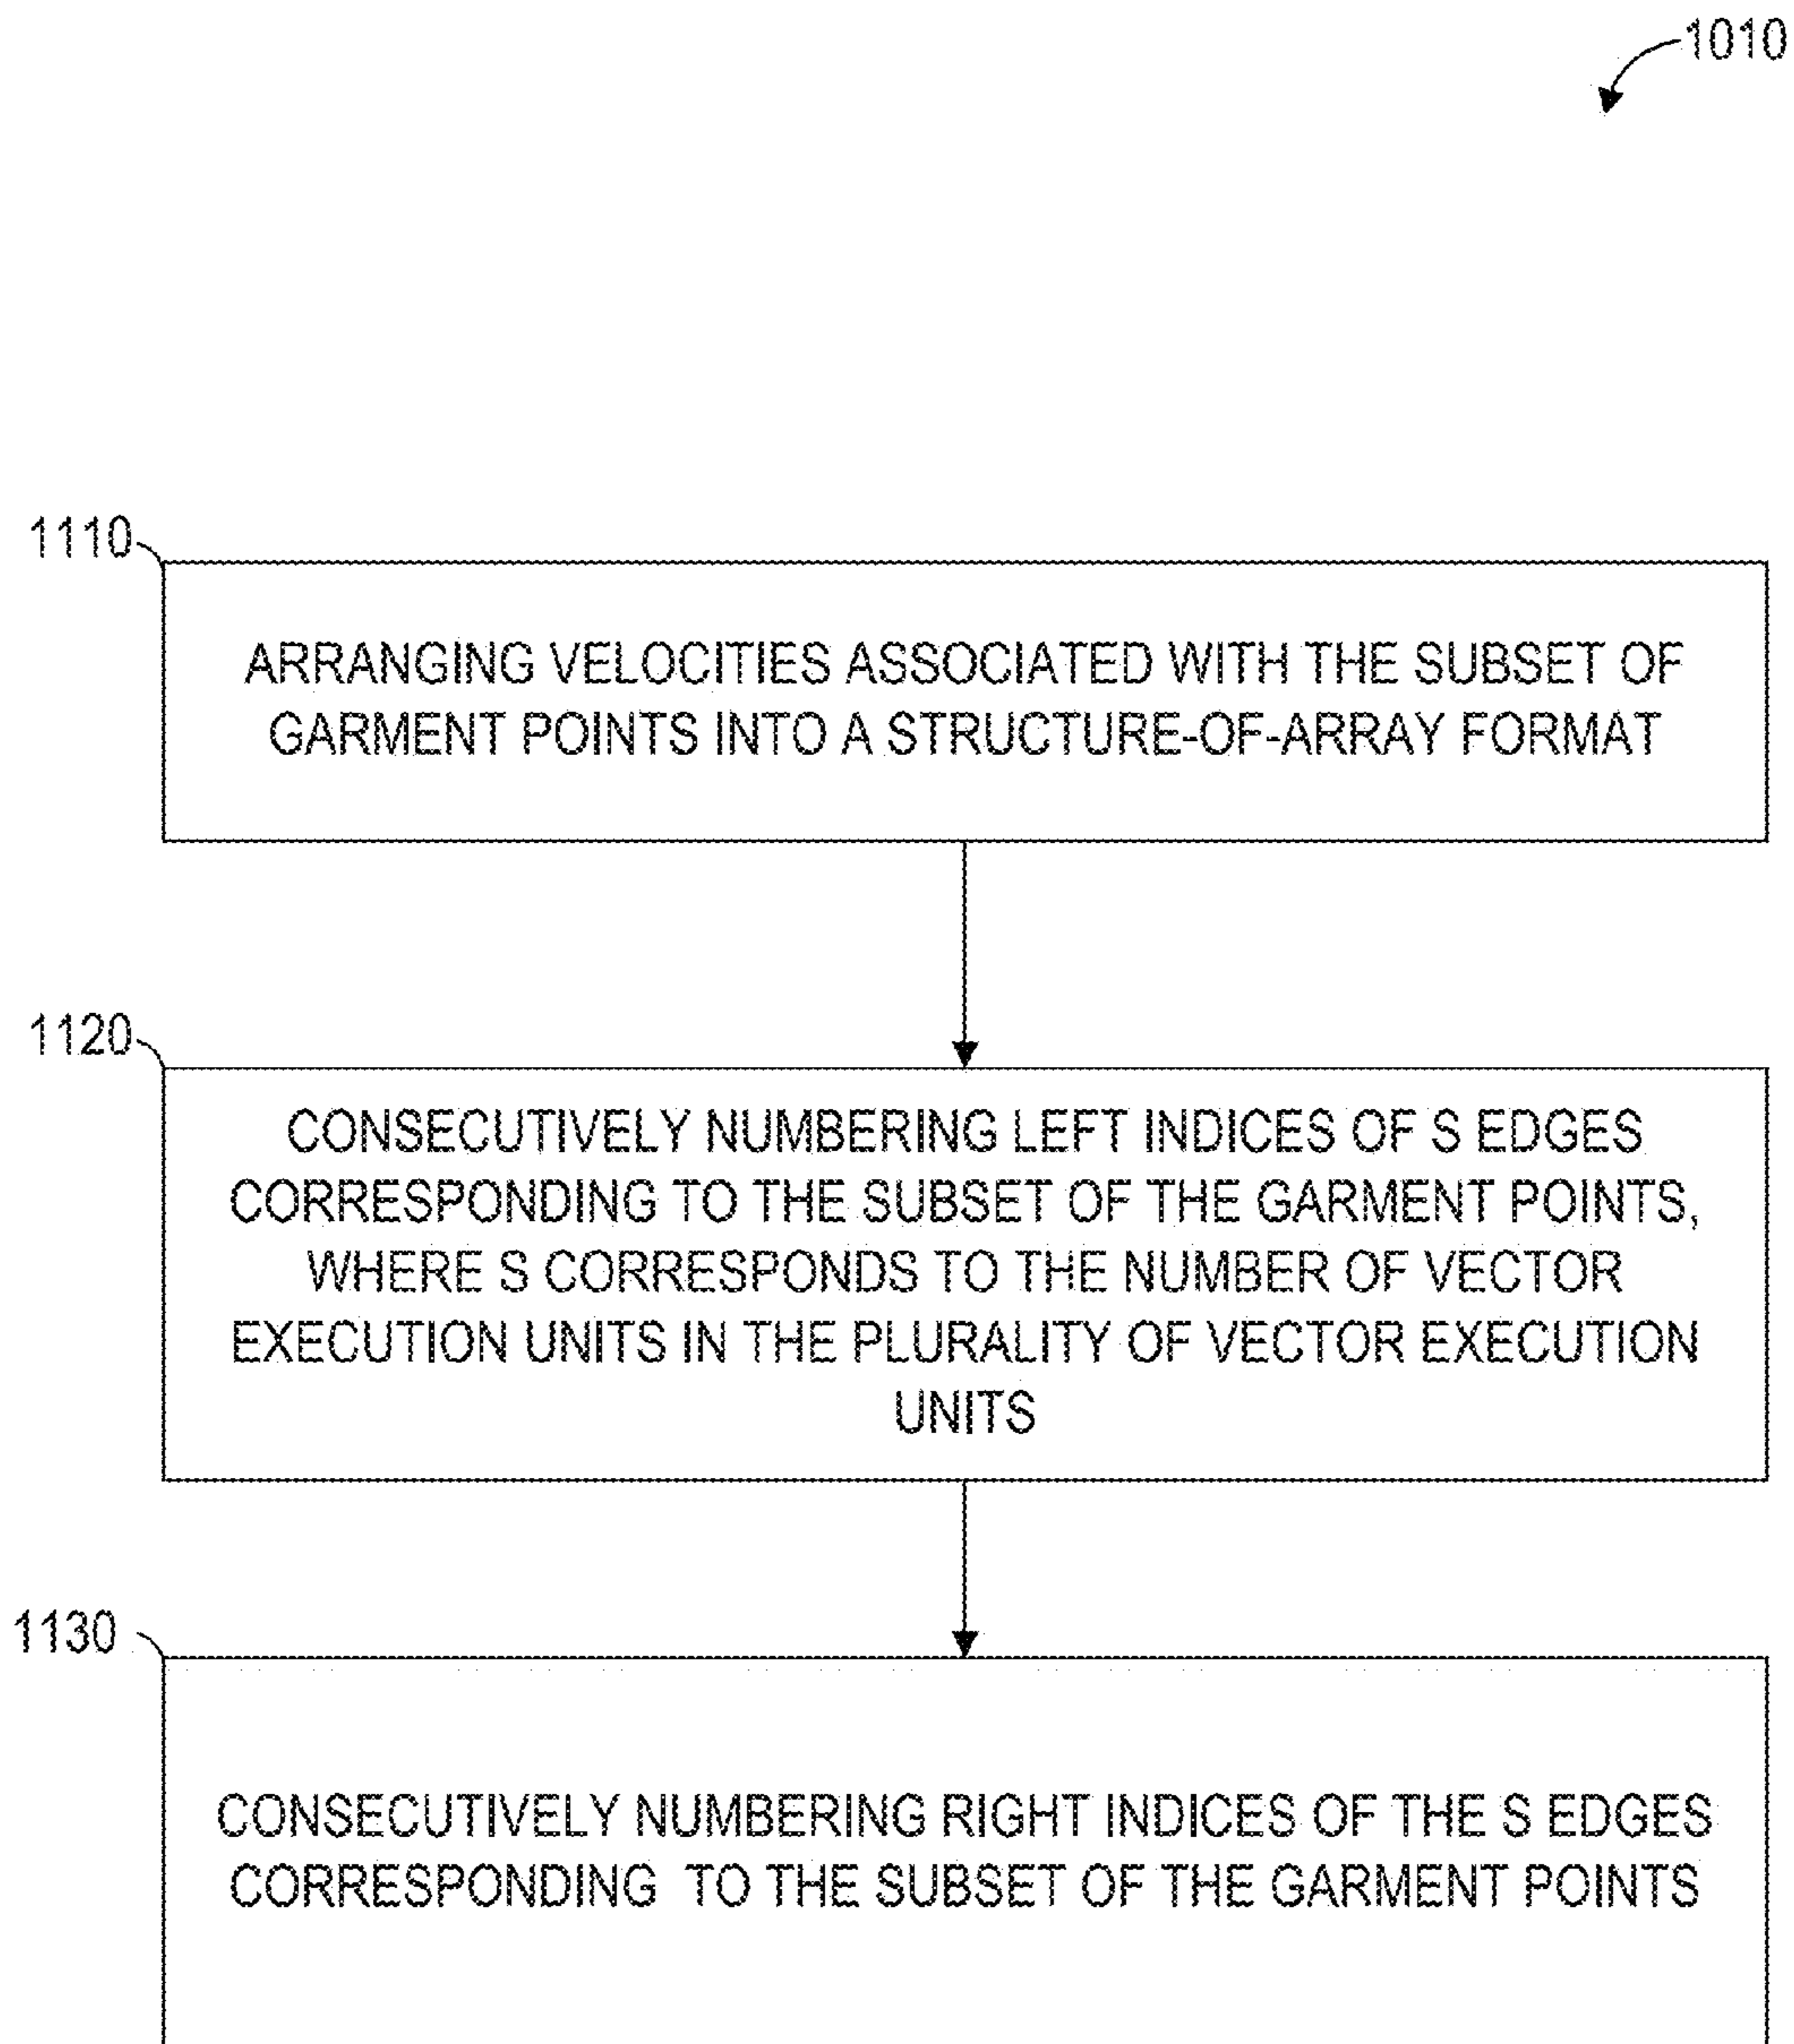 1010
1110
ARRANGING VELOCITIES ASSOCIATED WITH THE SUBSET OF
GARMENT POINTS INTO A STRUCTURE-OF-ARRAY FORMAT
1120
CONSECUTIVELY NUMBERING LEFT INDICES OF S EDGES
CORRESPONDING TO THE SUBSET OF THE GARMENT POINTS,
WHERE S CORRESPONDS TO THE NUMBER OF VECTOR
EXECUTION UNITS IN THE PLURALITY OF VECTOR EXECUTION
UNITS
1130
CONSECUTIVELY NUMBERING RIGHT INDICES OF THE S EDGES
CORRESPONDING TO THE SUBSET OF THE GARMENT POINTS